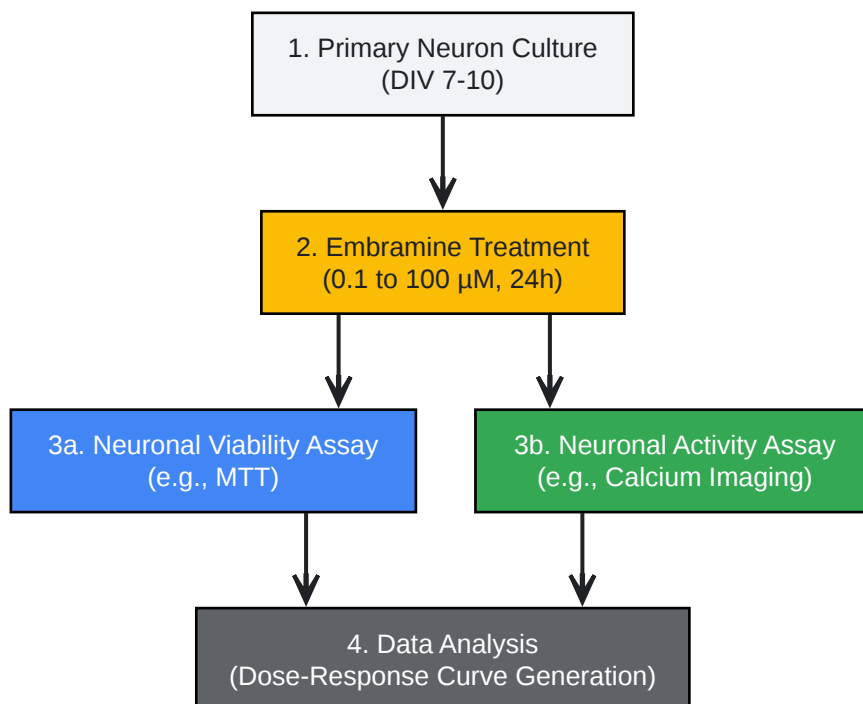 1. Primary Neuron Culture
(DIV 7-10)
2. Embramine Treatment
(0.1 to 100 µM, 24h)
3a. Neuronal Viability Assay
(e.g., MTT)
3b. Neuronal Activity Assay
(e.g., Calcium Imaging)
4. Data Analysis
(Dose-Response Curve Generation)